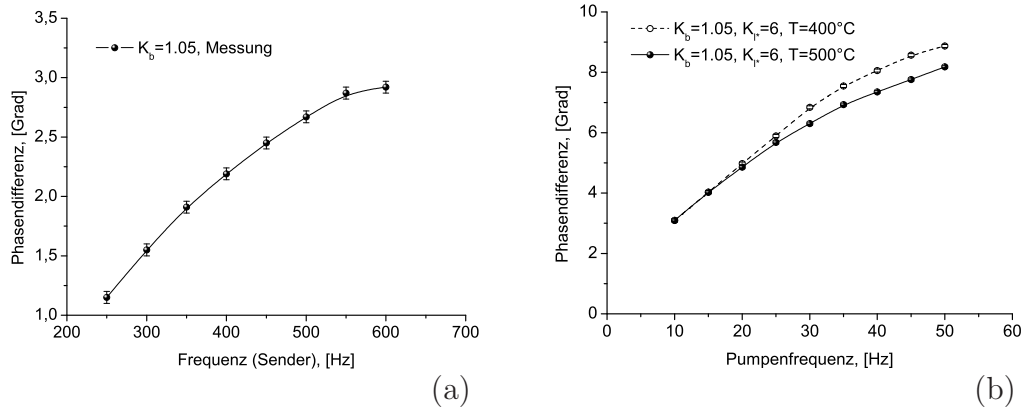 3,5
3,0
2,5
2,0
1,5
1,0
Phasendifferenz, [Grad]
K_b=1.05, Messung
200 300 400 500 600 700
Frequenz (Sender), [Hz]
(a)
10
8
6
4
2
0
Phasendifferenz, [Grad]
K_b=1.05, K_l*=6, T=400°C
K_b=1.05, K_l*=6, T=500°C
0 10 20 30 40 50 60
Pumpenfrequenz, [Hz]
(b)